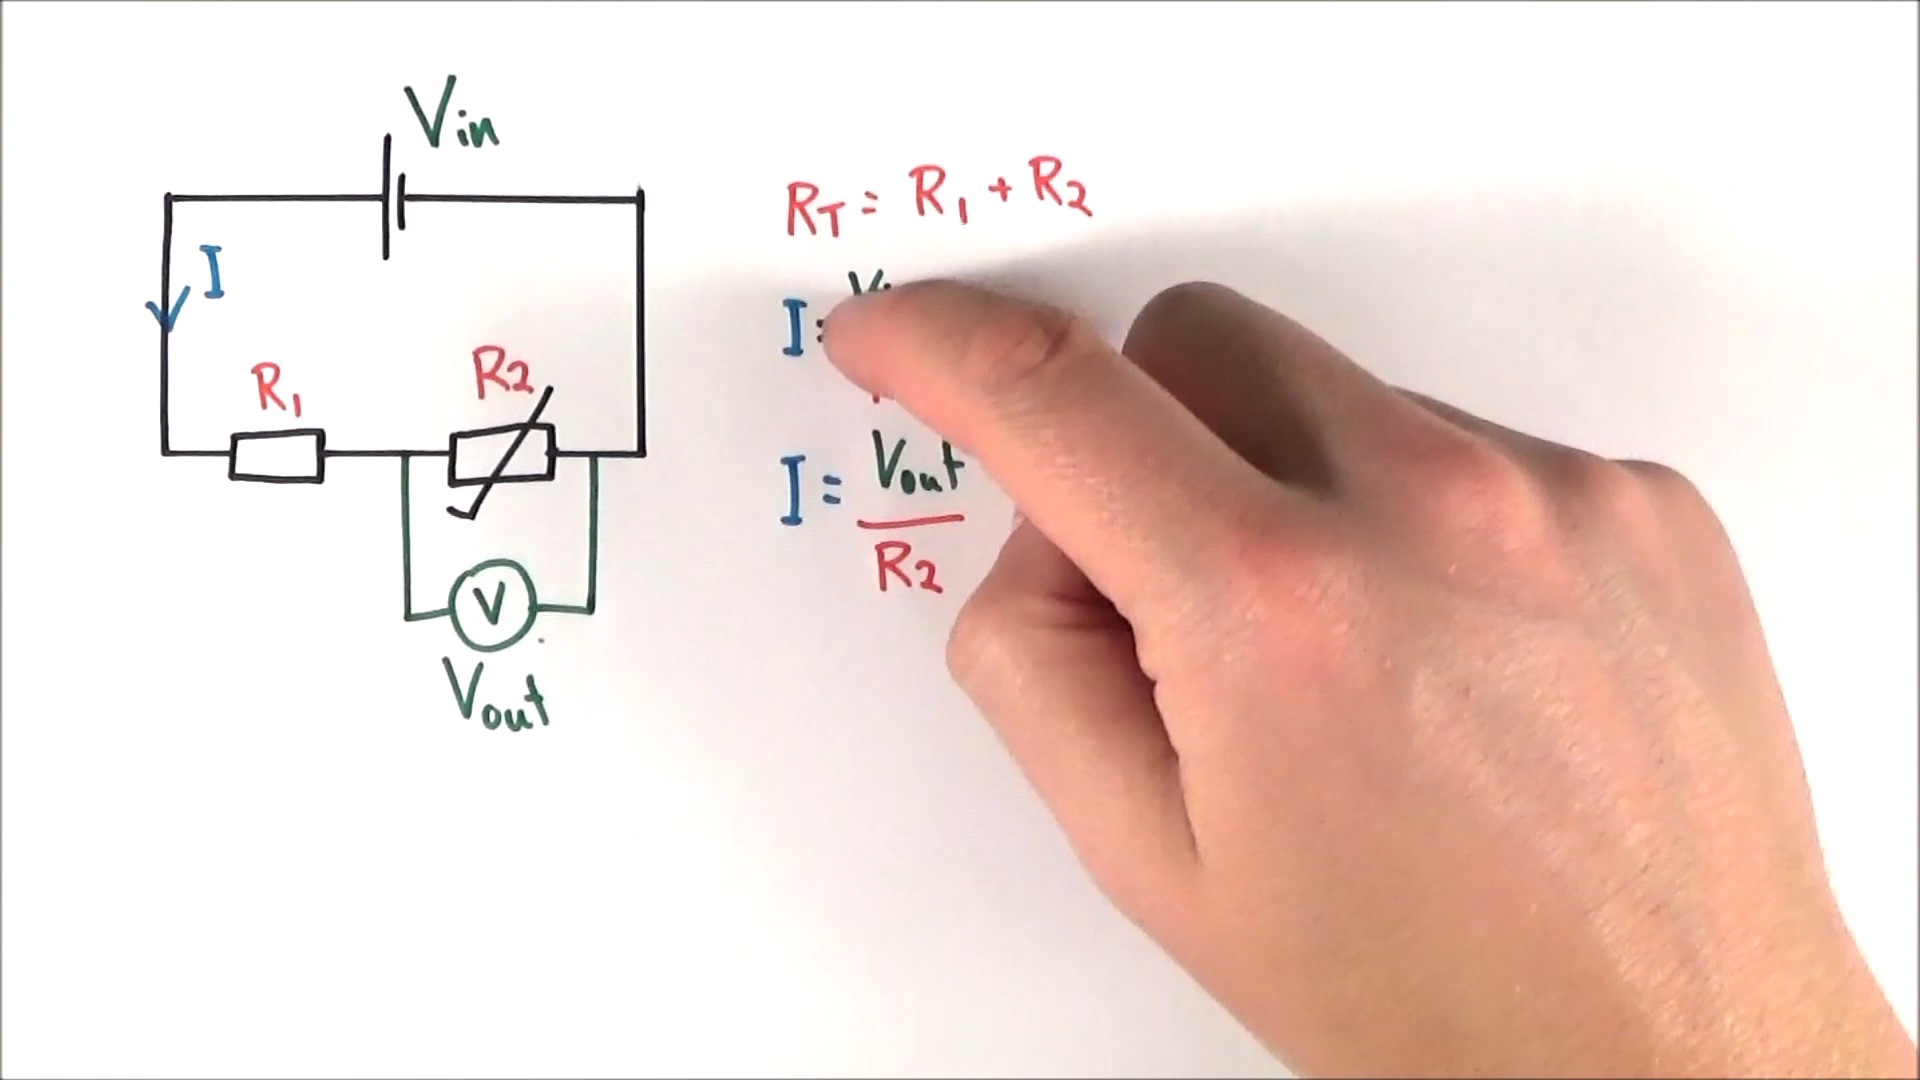 Vin
I
R1
R2
V
Vout
RT = R1 + R2
I =
I = Vout
R2